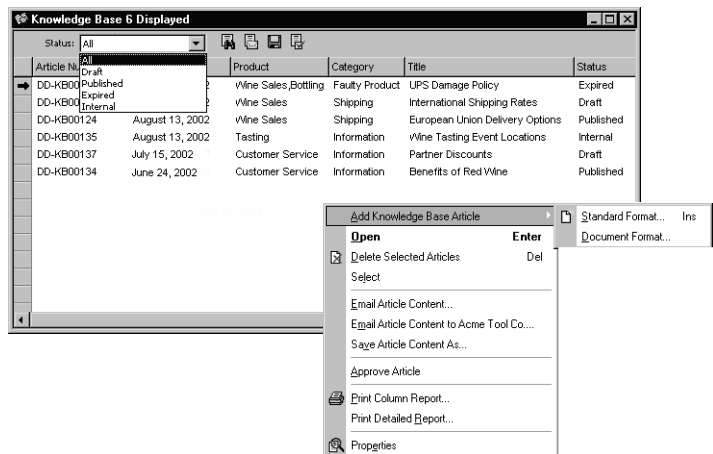 Knowledge Base 6 Displayed
Status: All
All
Draft
Published
Expired
Internal
Article Nu Product Category Title Status
DD-KB00 2 Wine Sales,Bottling Faulty Product UPS Damage Policy Expired
DD-KB00 2 Wine Sales Shipping International Shipping Rates Draft
DD-KB00124 August 13, 2002 Wine Sales Shipping European Union Delivery Options Published
DD-KB00135 August 13, 2002 Tasting Information Wine Tasting Event Locations Internal
DD-KB00137 July 15, 2002 Customer Service Information Partner Discounts Draft
DD-KB00134 June 24, 2002 Customer Service Information Benefits of Red Wine Published
Add Knowledge Base Article
Standard Format... Ins
Document Format...
Open Enter
Delete Selected Articles Del
Select
Email Article Content...
Email Article Content to Acme Tool Co....
Save Article Content As...
Approve Article
Print Column Report...
Print Detailed Report...
Properties